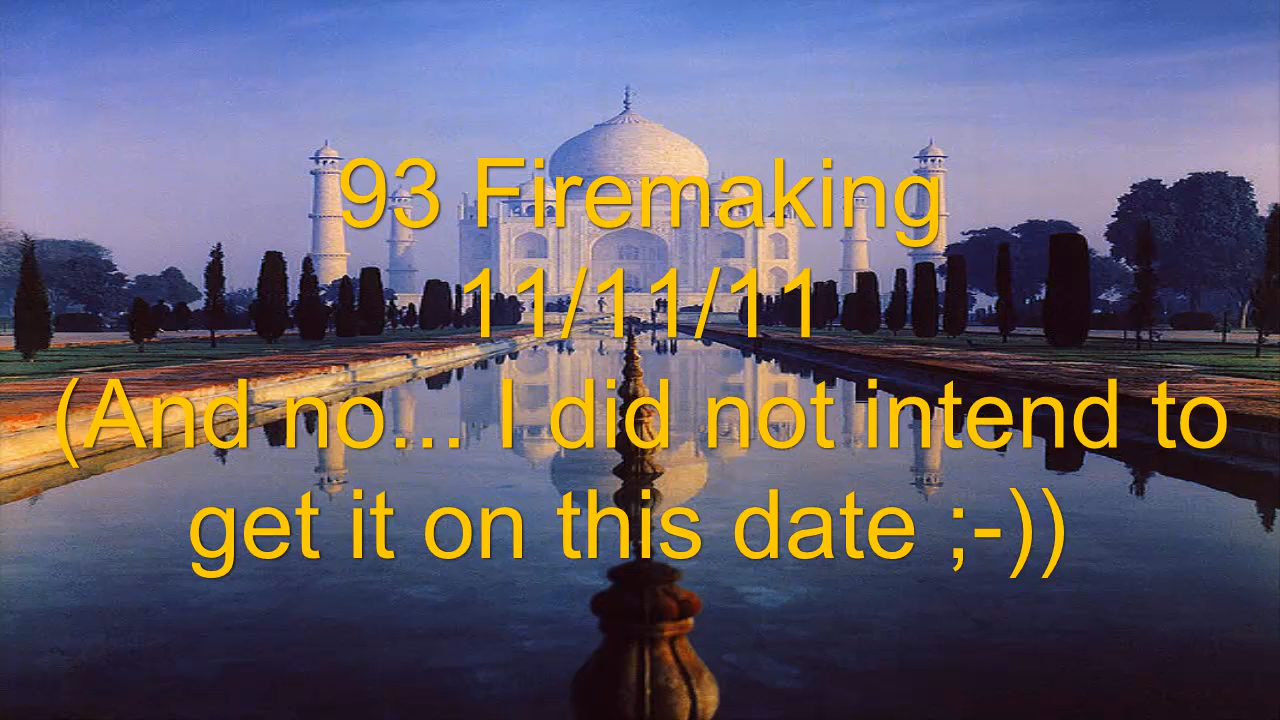 93 Firemaking
11/11/11
(And no... I did not intend to
get it on this date ;-))